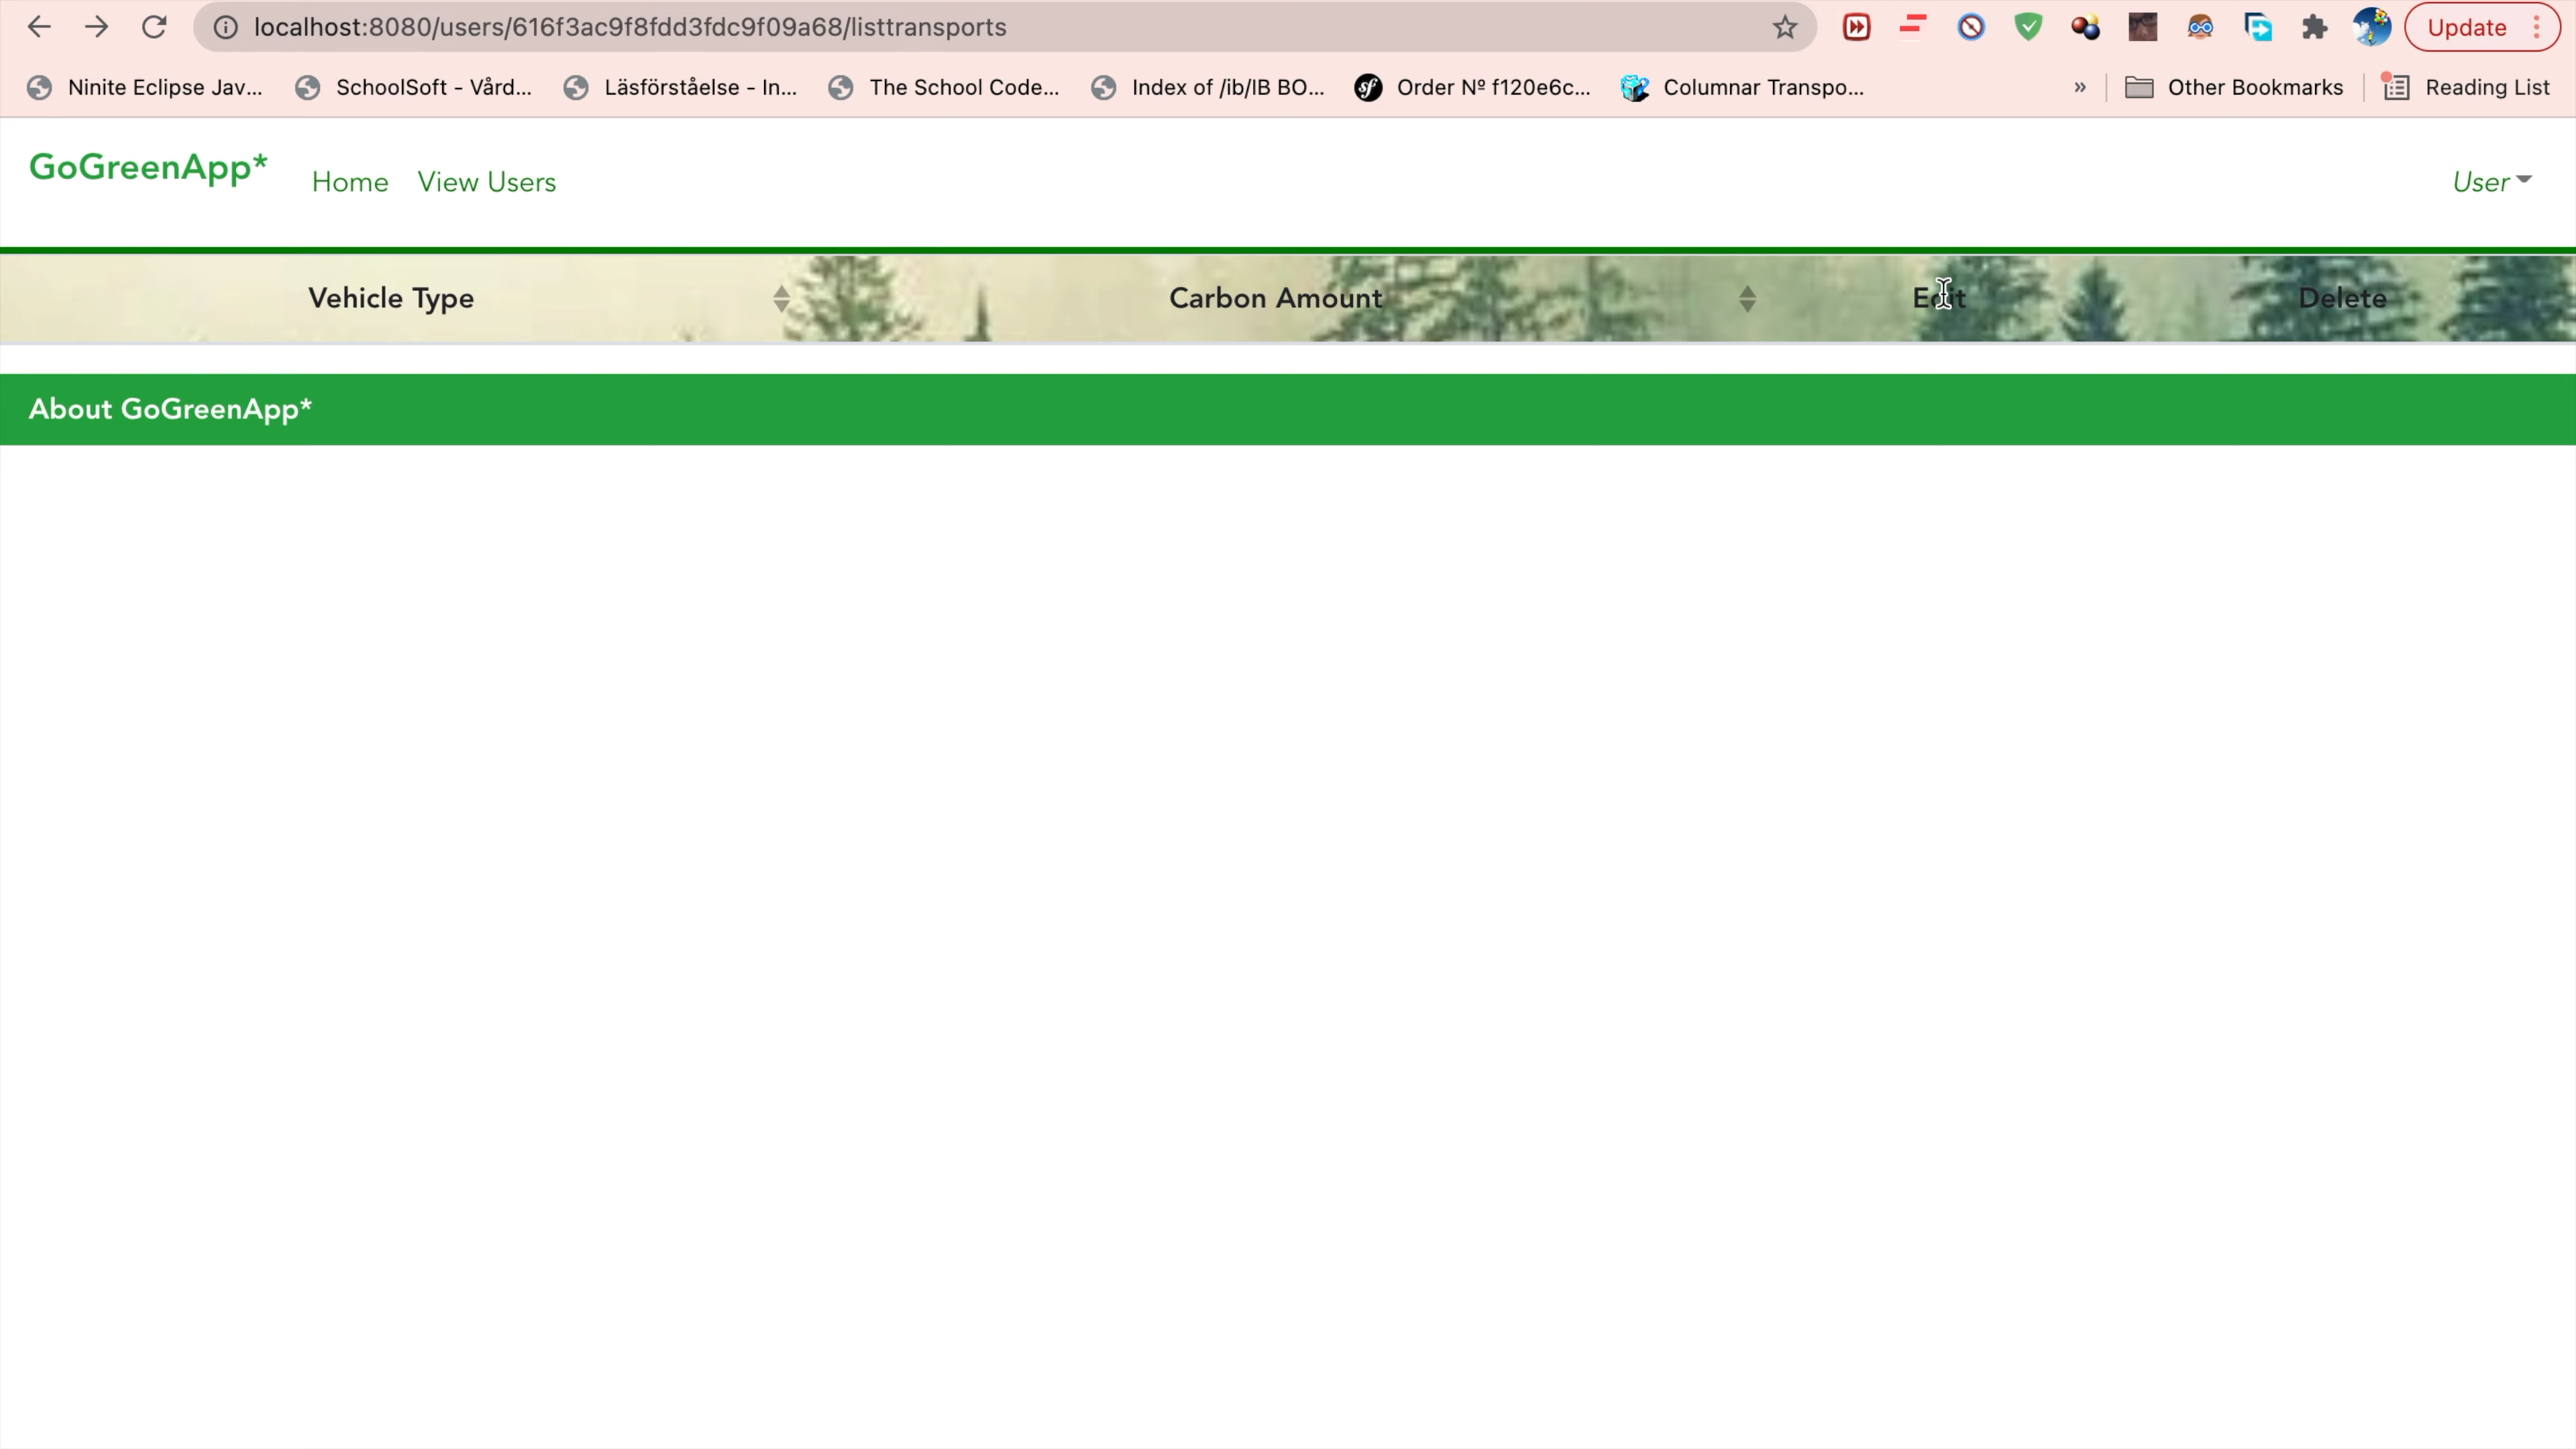 localhost:8080/users/616f3ac9f8fdd3fdc9f09a68/listtransports
Update
Ninite Eclipse Jav...
SchoolSoft - Vård...
Läsförståelse - In...
The School Code...
Index of /ib/IB BO...
Order Nº f120e6c...
Columnar Transpo...
»
Other Bookmarks
Reading List
GoGreenApp*
Home
View Users
User
Vehicle Type
Carbon Amount
Edit
Delete
About GoGreenApp*